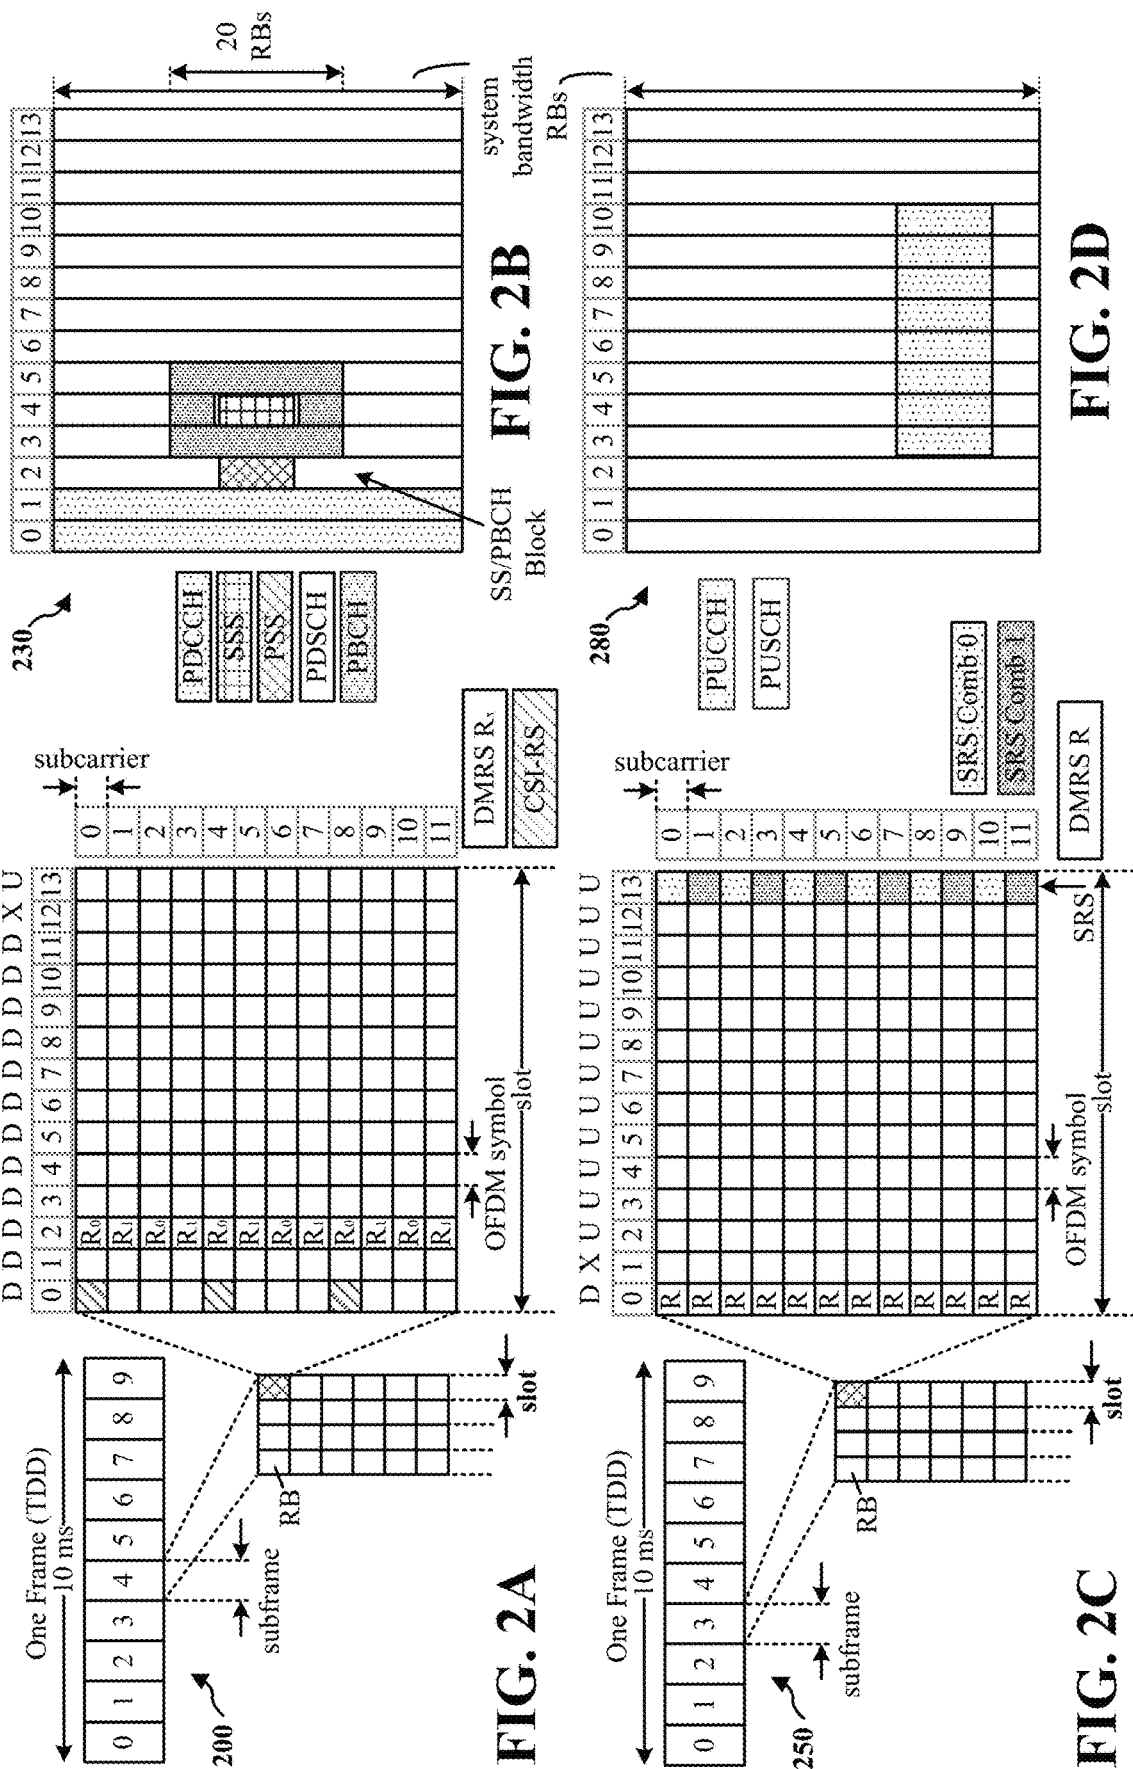 One Frame (TDD)
10 ms
0 1 2 3 4 5 6 7 8 9
subframe
200
RB
slot
D D D D D D D D D D D D X U
0 1 2 3 4 5 6 7 8 9 10 11 12 13
R₀
R₁
R₀
R₁
R₀
R₁
R₀
R₁
R₀
R₁
R₀
R₁
0
1
2
3
4
5
6
7
8
9
10
11
subcarrier
OFDM symbol
slot
DMRS Rₓ
CSI-RS
FIG. 2A
230
PDCCH
SSS
PSS
PDSCH
PBCH
0 1 2 3 4 5 6 7 8 9 10 11 12 13
20
RBs
SS/PBCH
Block
system
bandwidth
FIG. 2B
One Frame (TDD)
10 ms
0 1 2 3 4 5 6 7 8 9
subframe
250
RB
slot
D X U U U U U U U U U U U U
0 1 2 3 4 5 6 7 8 9 10 11 12 13
R
R
R
R
R
R
R
R
R
R
R
R
0
1
2
3
4
5
6
7
8
9
10
11
subcarrier
OFDM symbol
SRS
slot
SRS Comb 0
SRS Comb 1
DMRS R
FIG. 2C
280
PUCCH
PUSCH
0 1 2 3 4 5 6 7 8 9 10 11 12 13
RBs
FIG. 2D